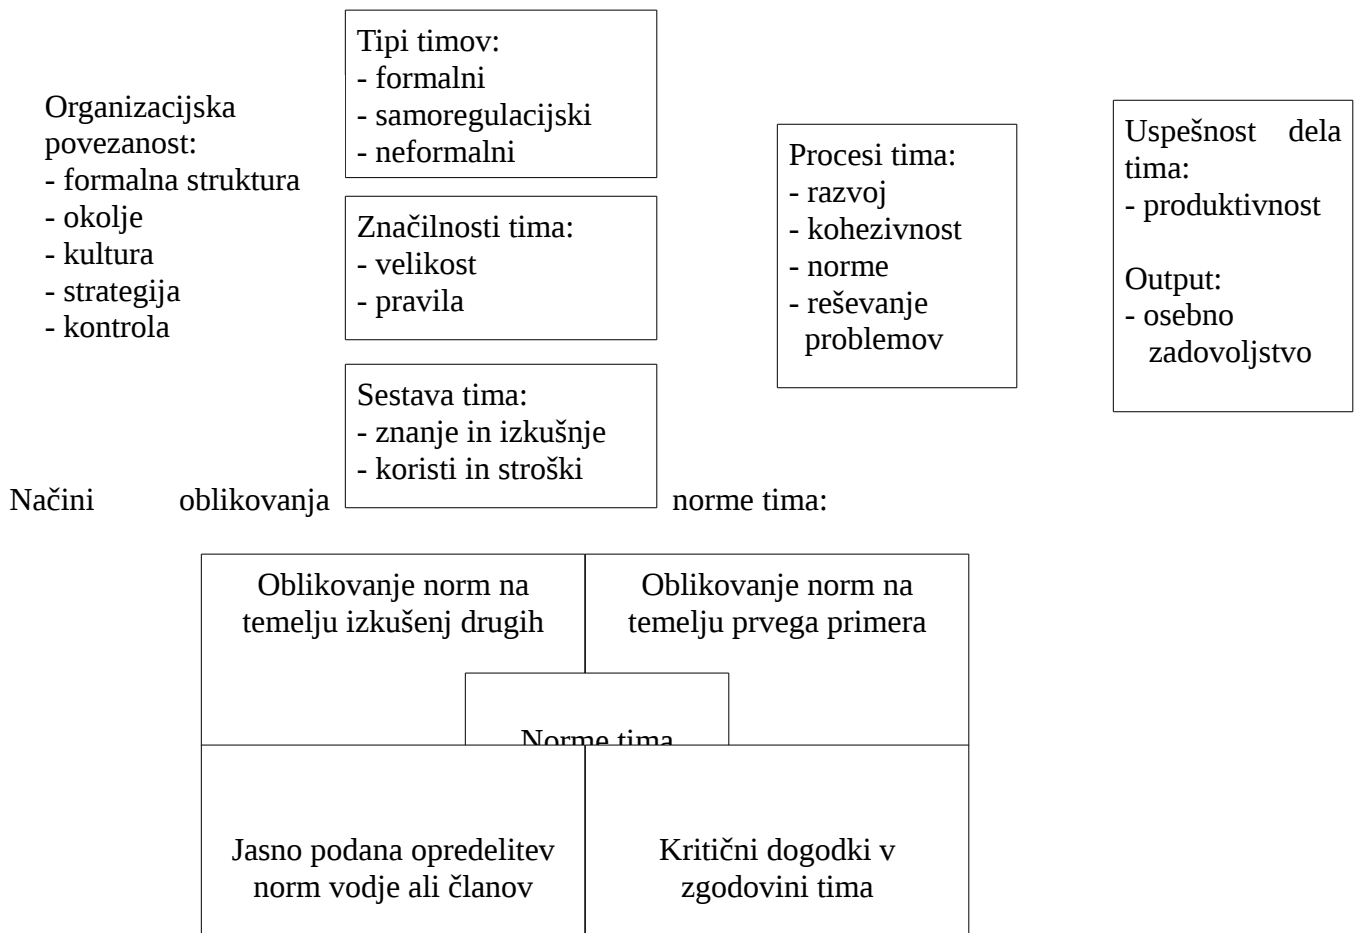 Organizacijska
povezanost:
- formalna struktura
- okolje
- kultura
- strategija
- kontrola
Tipi timov:
- formalni
- samoregulacijski
- neformalni
Značilnosti tima:
- velikost
- pravila
Sestava tima:
- znanje in izkušnje
- koristi in stroški
Procesi tima:
- razvoj
- kohezivnost
- norme
- reševanje
problemov
Uspešnost dela
tima:
- produktivnost
Output:
- osebno
zadovoljstvo
Načini oblikovanja norme tima:
Oblikovanje norm na
temelju izkušenj drugih
Oblikovanje norm na
temelju prvega primera
Norme tima
Jasno podana opredelitev
norm vodje ali članov
Kritični dogodki v
zgodovini tima